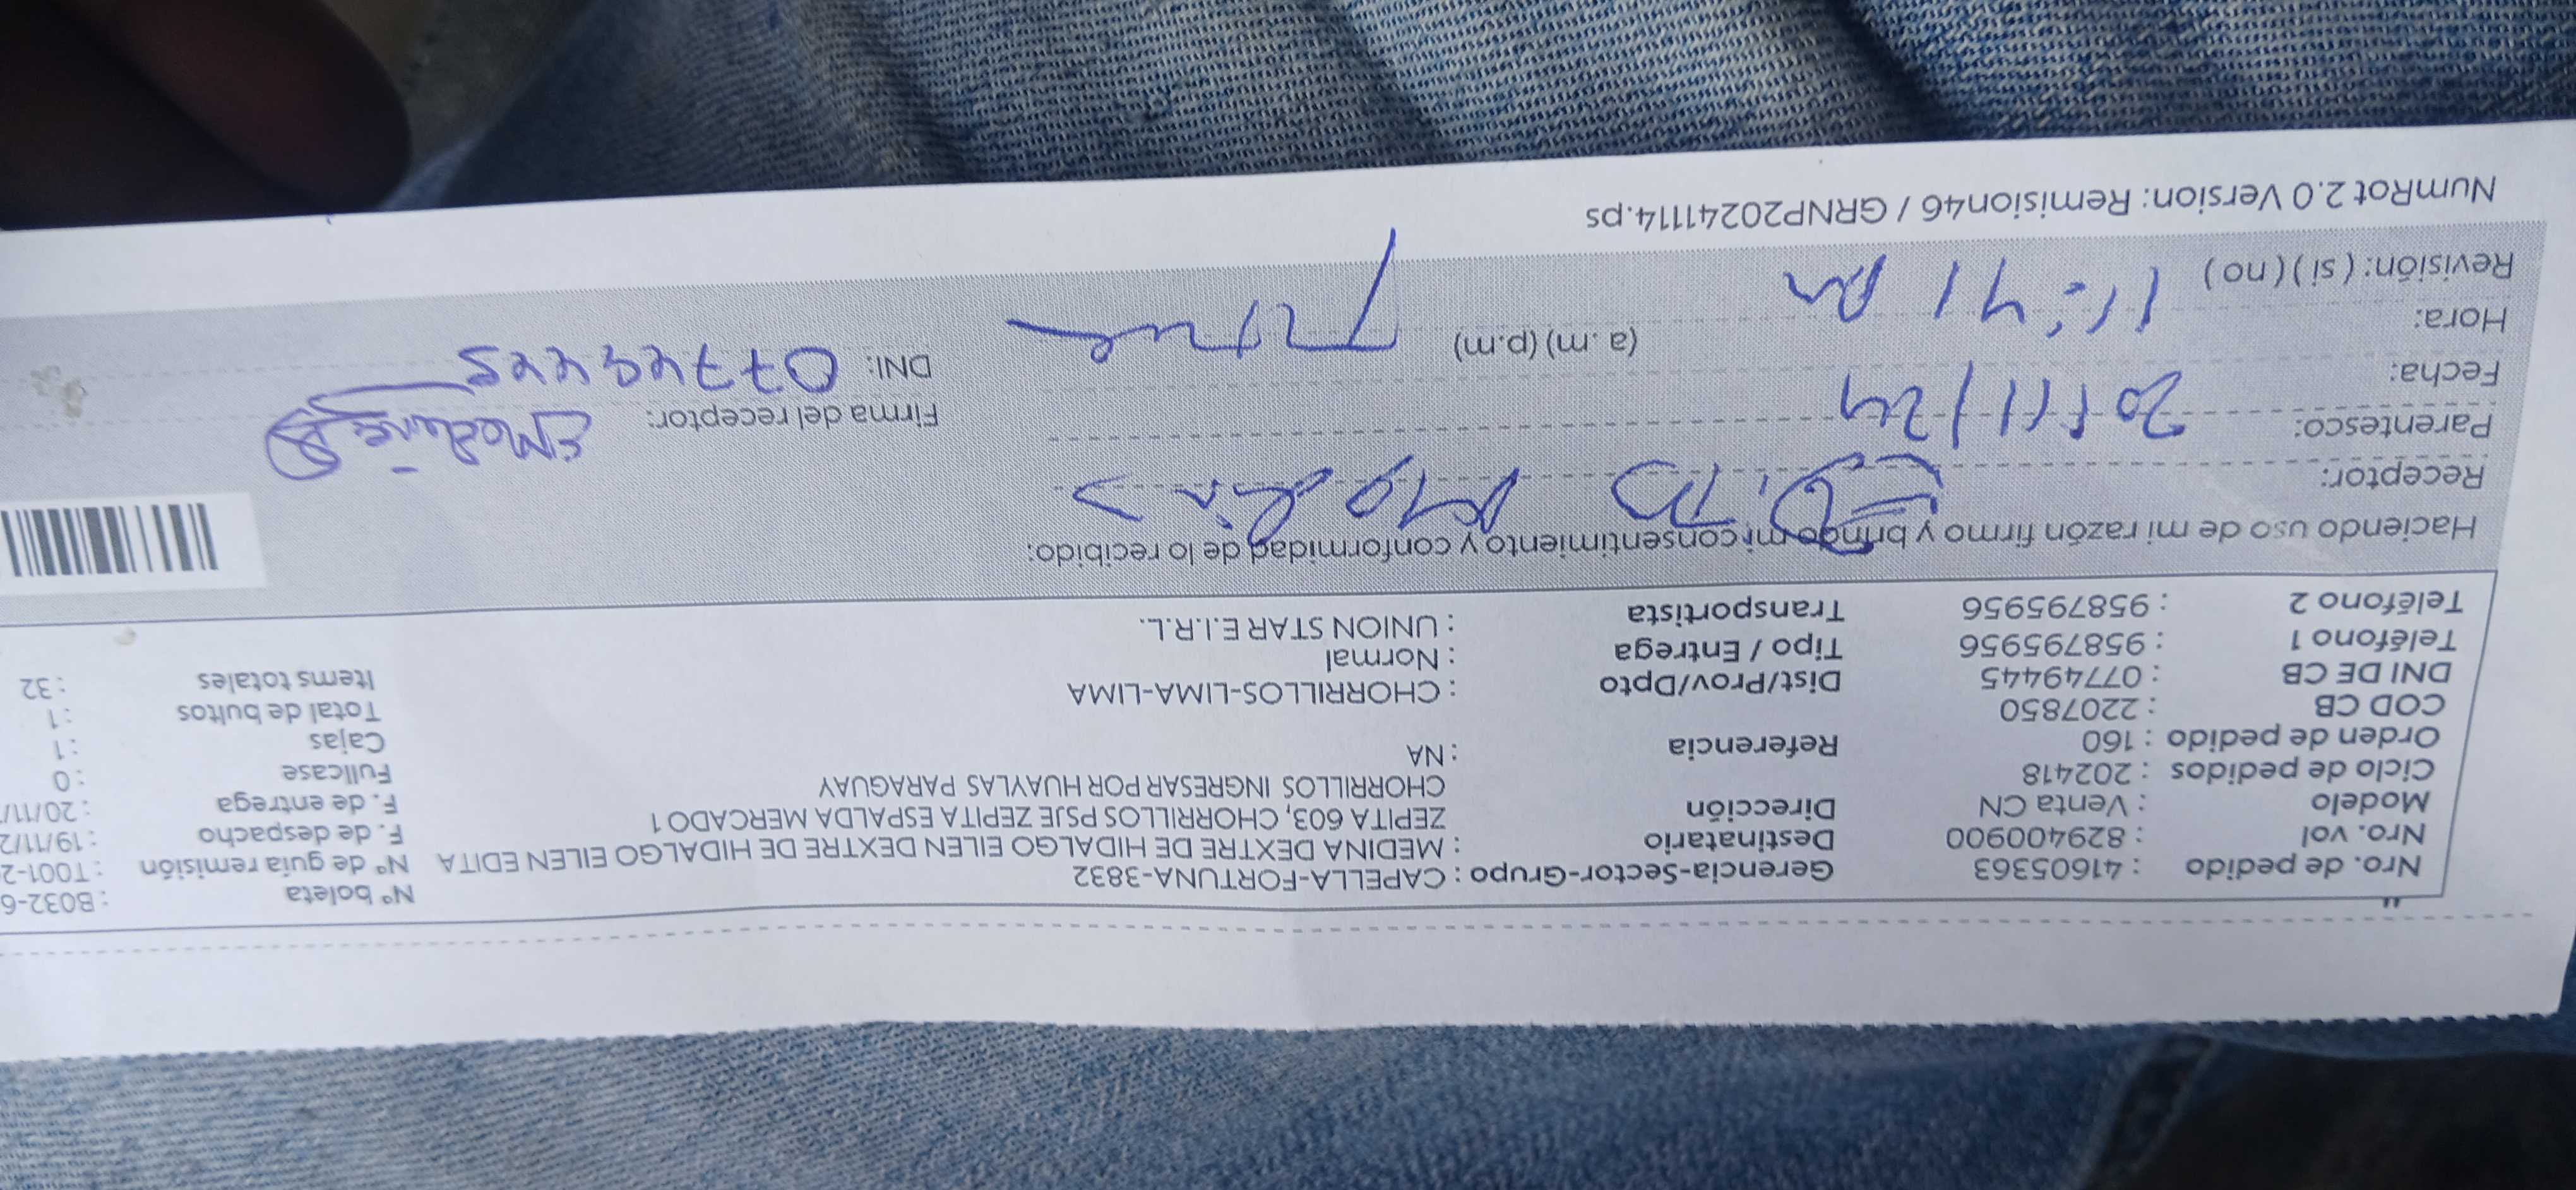 Nro. de pedido : 41605363 Gerencia-Sector-Grupo : CAPELLA-FORTUNA-3832 Nº boleta : B032-6
Nro. vol : 829400900 Destinatario : MEDINA DEXTRE DE HIDALGO EILEN DEXTRE DE HIDALGO EILEN EDITA Nº de guía remisión : T001-2
Modelo : Venta CN Dirección ZEPITA 603, CHORRILLOS PSJE ZEPITA ESPALDA MERCADO 1 F. de despacho : 19/11/2
Ciclo de pedidos : 202418 CHORRILLOS INGRESAR POR HUAYLAS PARAGUAY F. de entrega : 20/11/
Orden de pedido : 160 Referencia : NA Fullcase : 0
COD CB : 2207850 Cajas : 1
DNI DE CB : 07749445 Dist/Prov/Dpto : CHORRILLOS-LIMA-LIMA Total de bultos : 1
Teléfono 1 : 958795956 Tipo / Entrega : Normal Items totales : 32
Teléfono 2 : 958795956 Transportista : UNION STAR E.I.R.L.
Haciendo uso de mi razón firmo y brindo mi consentimiento y conformidad de lo recibido:
Receptor:
Parentesco: Firma del receptor: EMedina
Fecha: 20/11/24 DNI:
Hora: 11:41 am (a.m) (p.m)
Revisión: ( si ) ( no )
NumRot 2.0 Version: Remision46 / GRNP20241114.ps